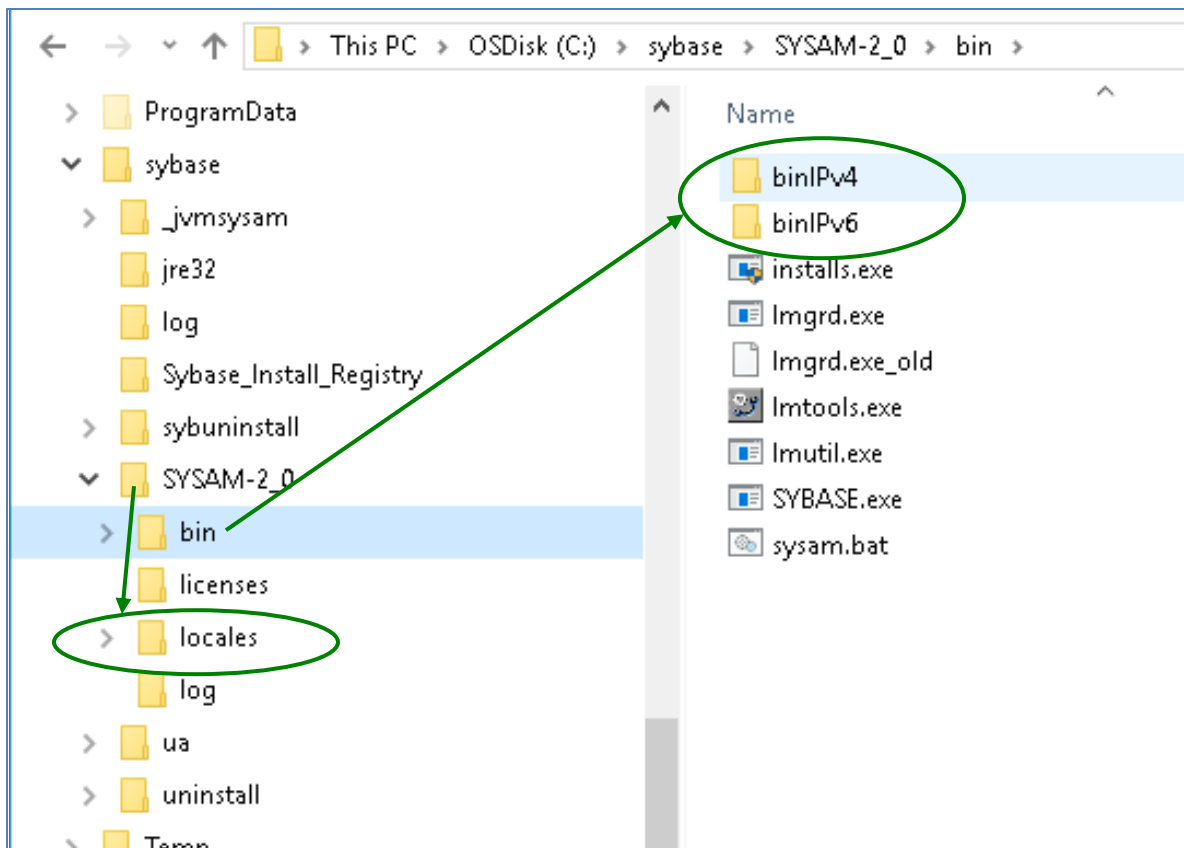 This PC > OSDisk (C:) > sybase > SYSAM-2_0 > bin >
ProgramData
sybase
_jvmsysam
jre32
log
Sybase_Install_Registry
sybuninstall
SYSAM-2_0
bin
licenses
locales
log
ua
uninstall
Temp
Name
binIPv4
binIPv6
installs.exe
lmgrd.exe
lmgrd.exe_old
lmtools.exe
lmutil.exe
SYBASE.exe
sysam.bat